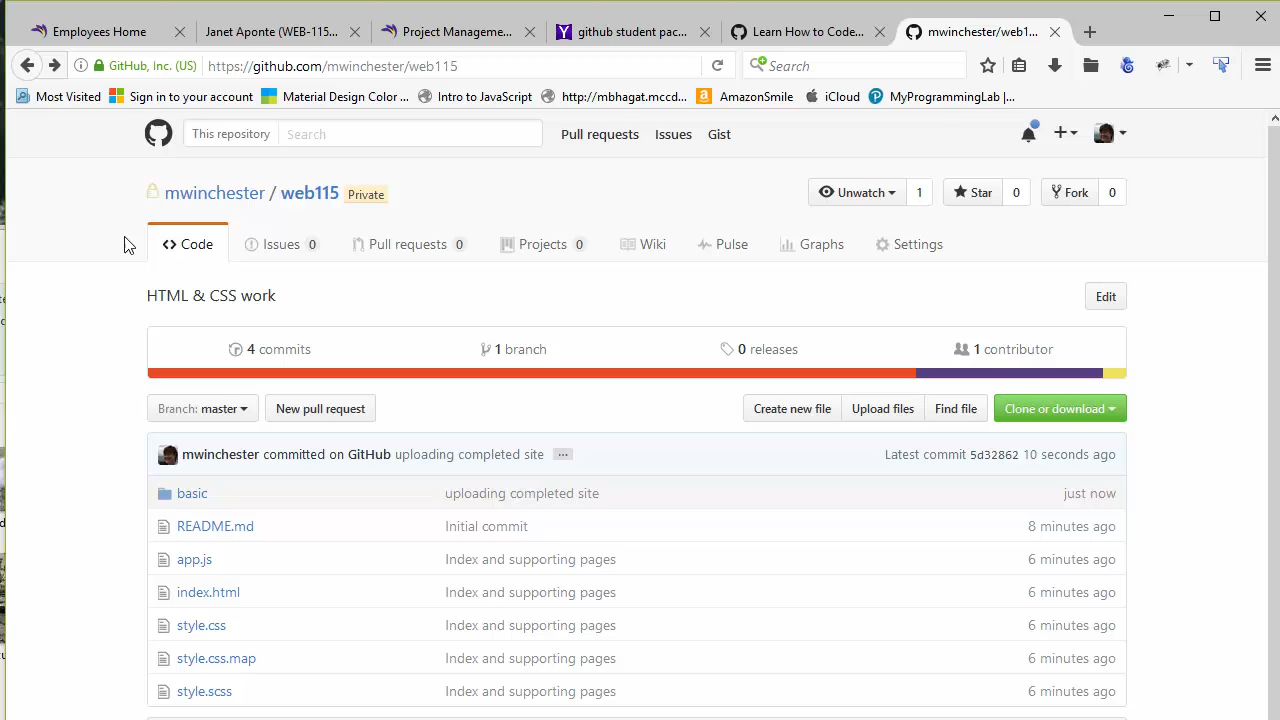 Employees Home
Jnjet Aponte (WEB-115...
Project Manageme...
github student pac...
Learn How to Code...
mwinchester/web1...
GitHub, Inc. (US)
https://github.com/mwinchester/web115
Search
Most Visited
Sign in to your account
Material Design Color ...
Intro to JavaScript
http://mbhagat.mccd...
AmazonSmile
iCloud
MyProgrammingLab |...
This repository
Search
Pull requests
Issues
Gist
mwinchester / web115 Private
Unwatch 1
Star 0
Fork 0
Code
Issues 0
Pull requests 0
Projects 0
Wiki
Pulse
Graphs
Settings
HTML & CSS work
Edit
4 commits
1 branch
0 releases
1 contributor
Branch: master
New pull request
Create new file
Upload files
Find file
Clone or download
mwinchester committed on GitHub uploading completed site ...
Latest commit 5d32862 10 seconds ago
basic uploading completed site just now
README.md Initial commit 8 minutes ago
app.js Index and supporting pages 6 minutes ago
index.html Index and supporting pages 6 minutes ago
style.css Index and supporting pages 6 minutes ago
style.css.map Index and supporting pages 6 minutes ago
style.scss Index and supporting pages 6 minutes ago